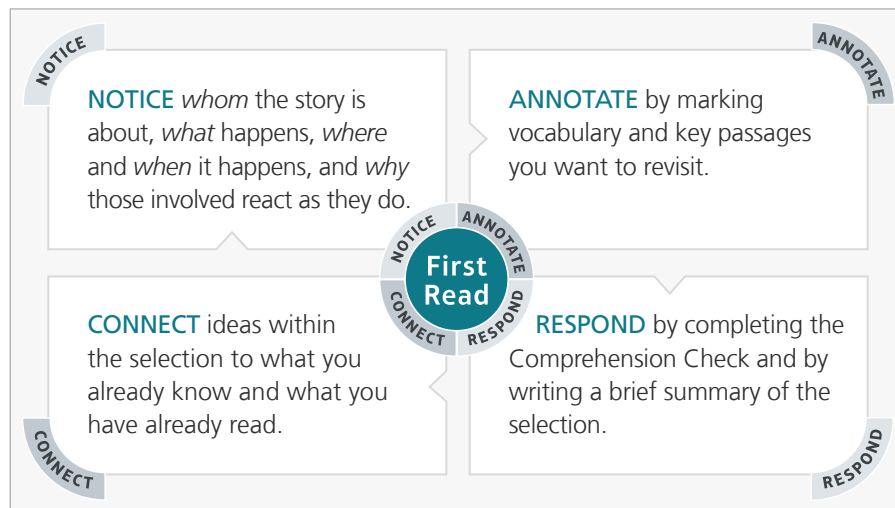 NOTICE
NOTICE whom the story is
about, what happens, where
and when it happens, and why
those involved react as they do.
ANNOTATE
ANNOTATE by marking
vocabulary and key passages
you want to revisit.
NOTICE
ANNOTATE
First
Read
CONNECT
RESPOND
CONNECT ideas within
the selection to what you
already know and what you
have already read.
CONNECT
RESPOND by completing the
Comprehension Check and by
writing a brief summary of the
selection.
RESPOND